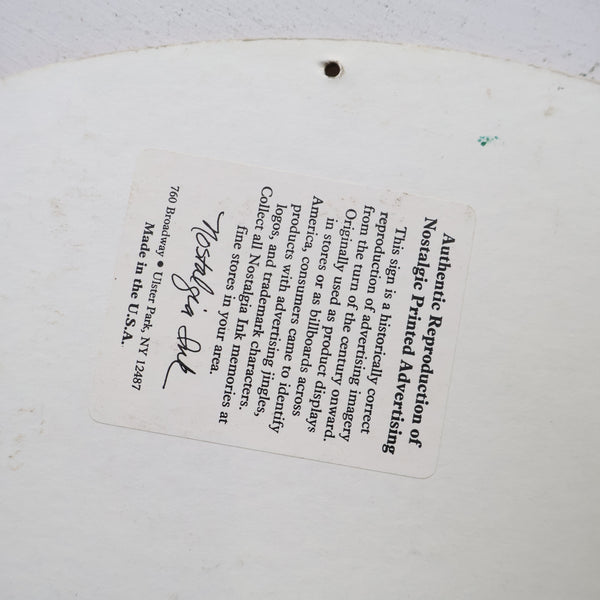 Authentic Reproduction of
Nostalgic Printed Advertising
This sign is a historically correct
reproduction of advertising imagery
from the turn of the century onward.
Originally used as product displays
in stores or as billboards across
America, consumers came to identify
products with advertising jingles,
logos, and trademark characters.
Collect all Nostalgia Ink memories at
fine stores in your area.
Nostalgia Ink
760 Broadway • Ulster Park, NY 12487
Made in the U.S.A.